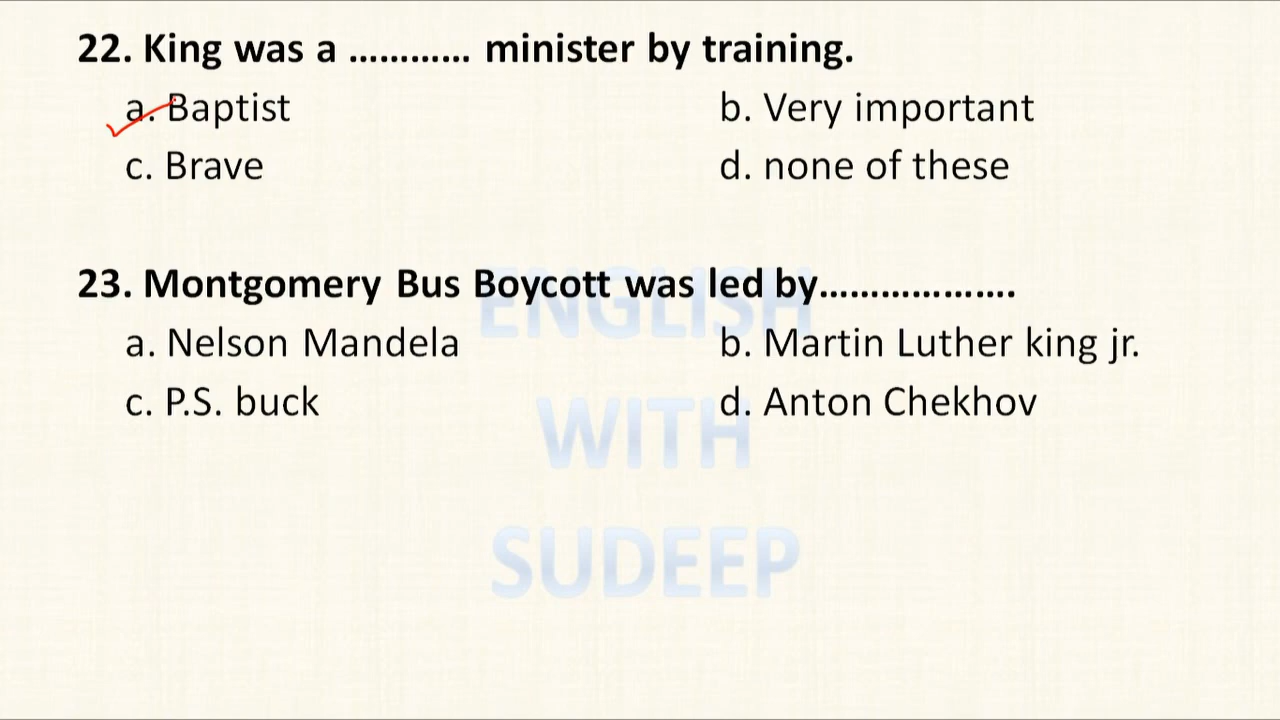 22. King was a ………… minister by training.
a. Baptist b. Very important
c. Brave d. none of these
23. Montgomery Bus Boycott was led by……………….
a. Nelson Mandela b. Martin Luther king jr.
c. P.S. buck d. Anton Chekhov
ENGLISH
WITH
SUDEEP